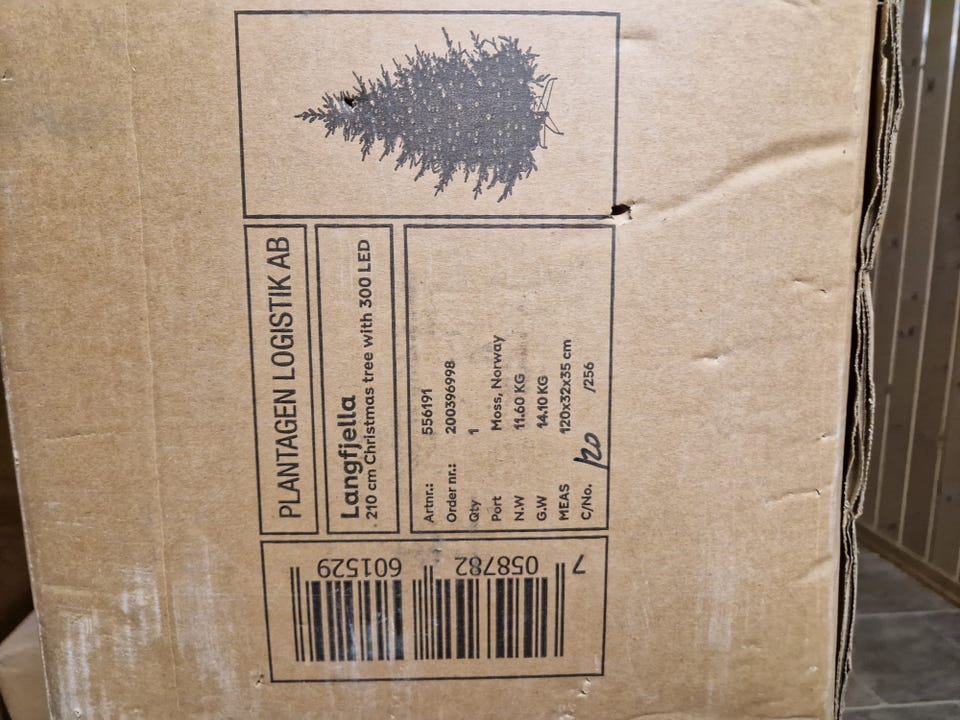 PLANTAGEN LOGISTIK AB
Langfjella
210 cm Christmas tree with 300 LED
Artnr.: 556191
Order nr.: 200396998
Qty 1
Port Moss, Norway
N.W 11.60 KG
G.W 14.10 KG
MEAS 120x32x35 cm
C/No. 120 /256
7 058782 601529